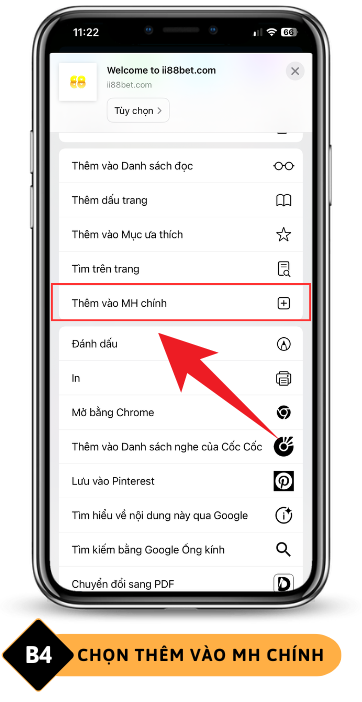 11:22
66
Welcome to ii88bet.com
ii88bet.com
Tùy chọn >
Thêm vào Danh sách đọc
Thêm dấu trang
Thêm vào Mục ưa thích
Tìm trên trang
Thêm vào MH chính
Đánh dấu
In
Mở bằng Chrome
Thêm vào Danh sách nghe của Cốc Cốc
Lưu vào Pinterest
Tìm hiểu về nội dung này qua Google
Tìm kiếm bằng Google Ống kính
Chuyển đổi sang PDF
B4 CHỌN THÊM VÀO MH CHÍNH